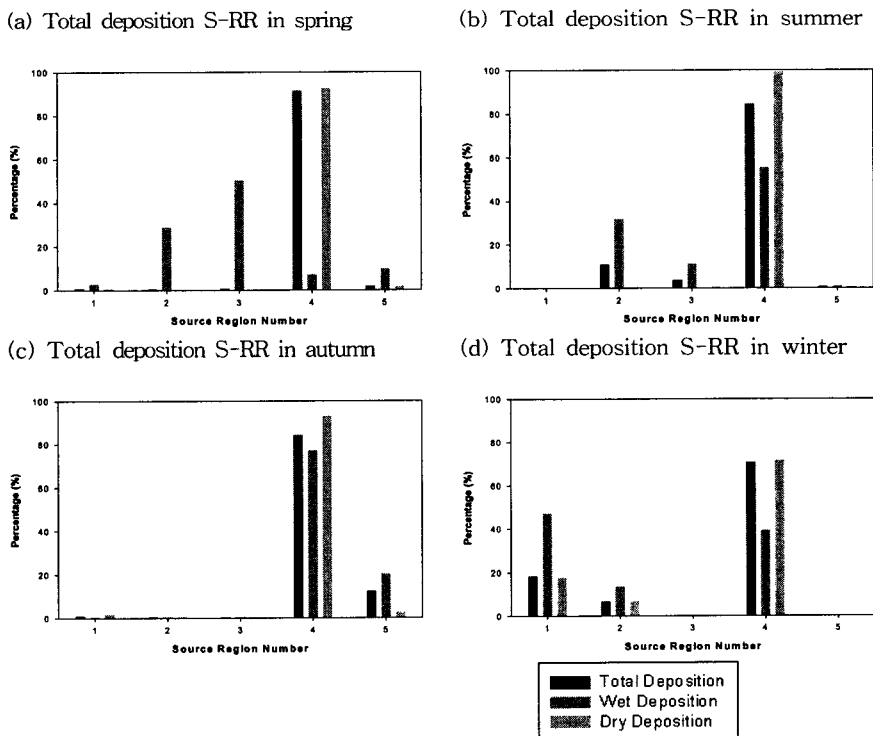 (a) Total deposition S-RR in spring
(b) Total deposition S-RR in summer
100
80
60
40
20
0
Percentage (%)
1 2 3 4 5
Source Region Number
100
80
60
40
20
0
Percentage (%)
1 2 3 4 5
Source Region Number
(c) Total deposition S-RR in autumn
(d) Total deposition S-RR in winter
100
80
60
40
20
0
Percentage (%)
1 2 3 4 5
Source Region Number
100
80
60
40
20
0
Percentage (%)
1 2 3 4 5
Source Region Number
Total Deposition
Wet Deposition
Dry Deposition